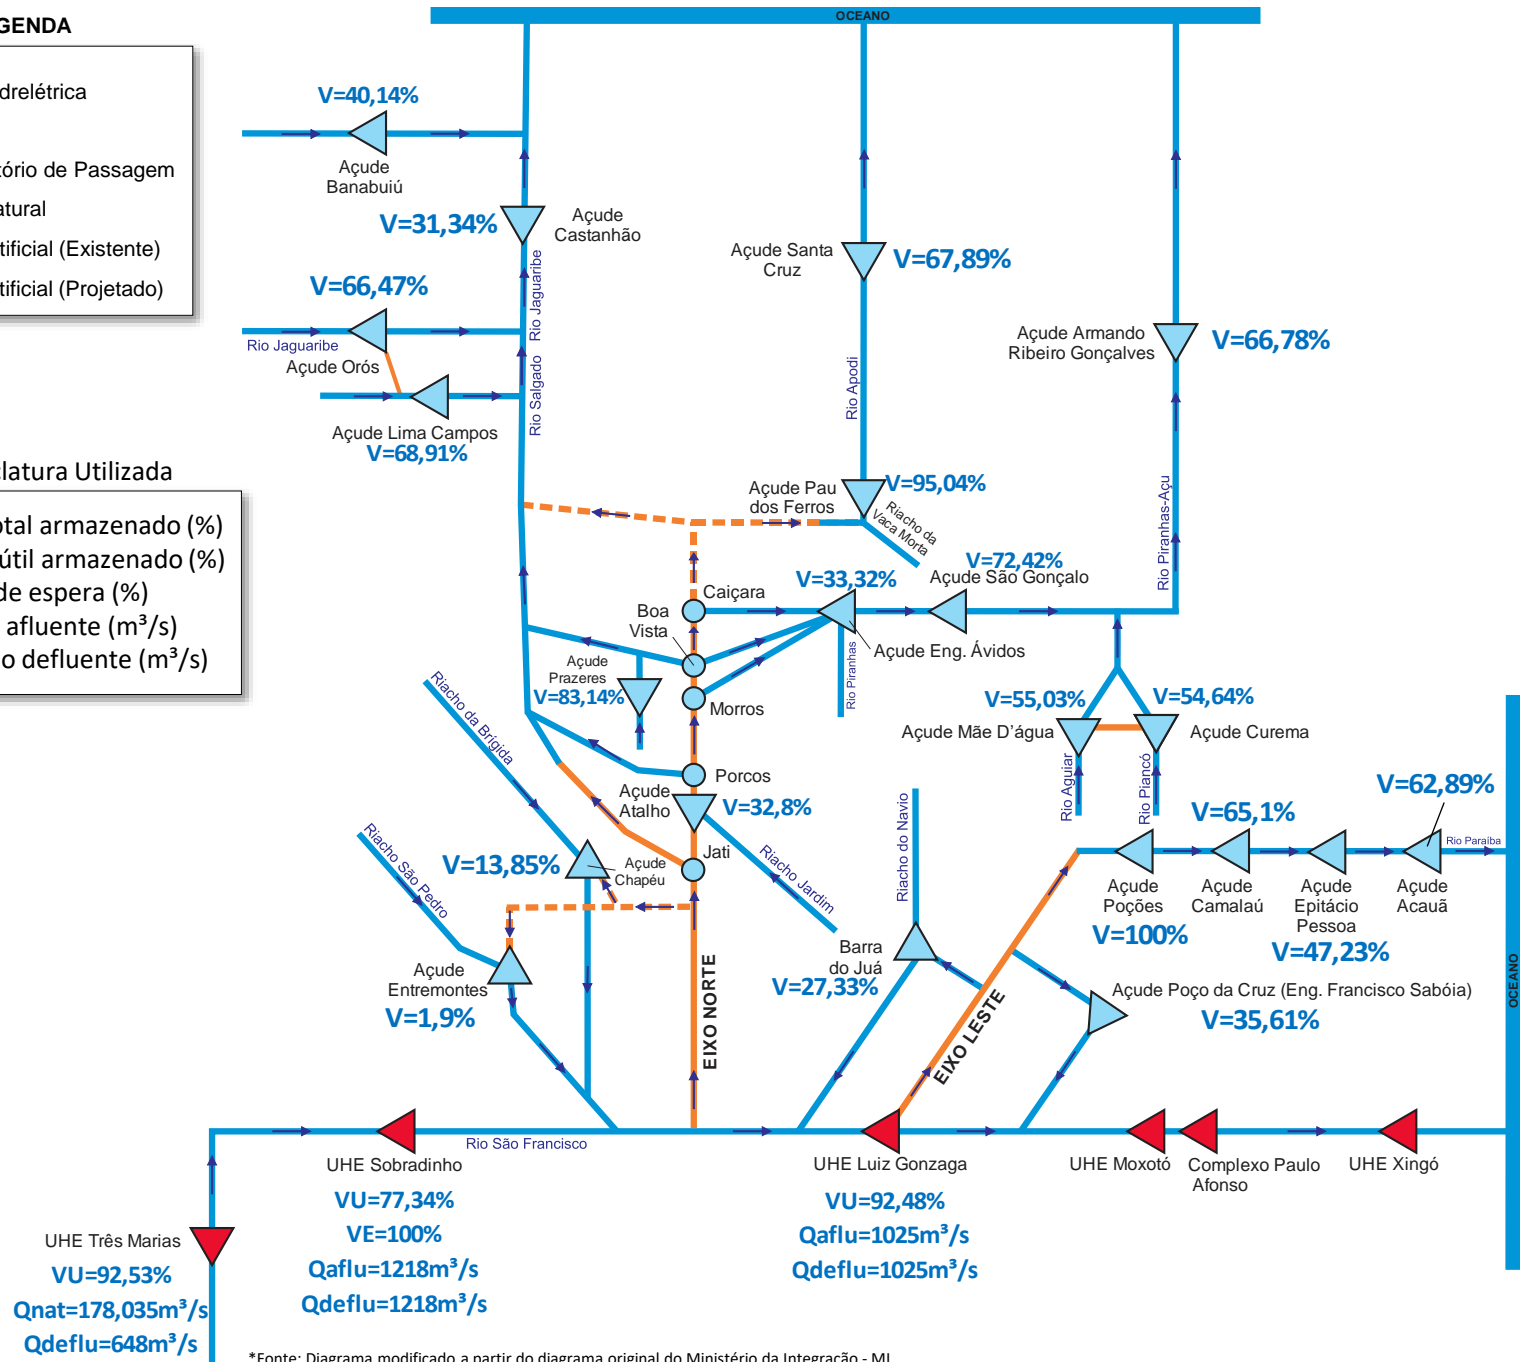 OCEANO
GENDA
drelétrica
tório de Passagem
atural
tificial (Existente)
tificial (Projetado)
V=40,14%
Açude
Banabuiú
V=31,34%
Açude
Castanhão
Rio Jaguaribe
V=66,47%
Rio Jaguaribe
Açude Orós
Rio Salgado
Açude Lima Campos
V=68,91%
Açude Santa
Cruz
V=67,89%
Rio Apodi
Açude Armando
Ribeiro Gonçalves
V=66,78%
Rio Piranhas-Açu
clatura Utilizada
otal armazenado (%)
útil armazenado (%)
de espera (%)
afluente (m³/s)
o defluente (m³/s)
Açude Pau
dos Ferros
V=95,04%
Riacho da
Vaca Morta
V=72,42%
Açude São Gonçalo
V=33,32%
Caiçara
Boa
Vista
Açude Eng. Ávidos
Rio Piranhas
Açude
Prazeres
V=83,14%
Morros
Riacho da Brígida
Porcos
Açude
Atalho
V=32,8%
Jati
Riacho Jardim
V=55,03%
Açude Mãe D'água
V=54,64%
Açude Curema
Rio Aguiar
Rio Piancó
V=62,89%
V=65,1%
Rio Paraíba
Açude
Poções
V=100%
Açude
Camalaú
Açude
Epitácio
Pessoa
V=47,23%
Açude
Acauã
Riacho São Pedro
V=13,85%
Açude
Chapéu
Riacho do Navio
Barra
do Juá
V=27,33%
Açude
Entremontes
V=1,9%
EIXO NORTE
EIXO LESTE
Açude Poço da Cruz (Eng. Francisco Sabóia)
V=35,61%
OCEANO
Rio São Francisco
UHE Sobradinho
VU=77,34%
VE=100%
Qaflu=1218m³/s
Qdeflu=1218m³/s
UHE Luiz Gonzaga
VU=92,48%
Qaflu=1025m³/s
Qdeflu=1025m³/s
UHE Moxotó
Complexo Paulo
Afonso
UHE Xingó
UHE Três Marias
VU=92,53%
Qnat=178,035m³/s
Qdeflu=648m³/s
*Fonte: Diagrama modificado a partir do diagrama original do Ministério da Integração - MI